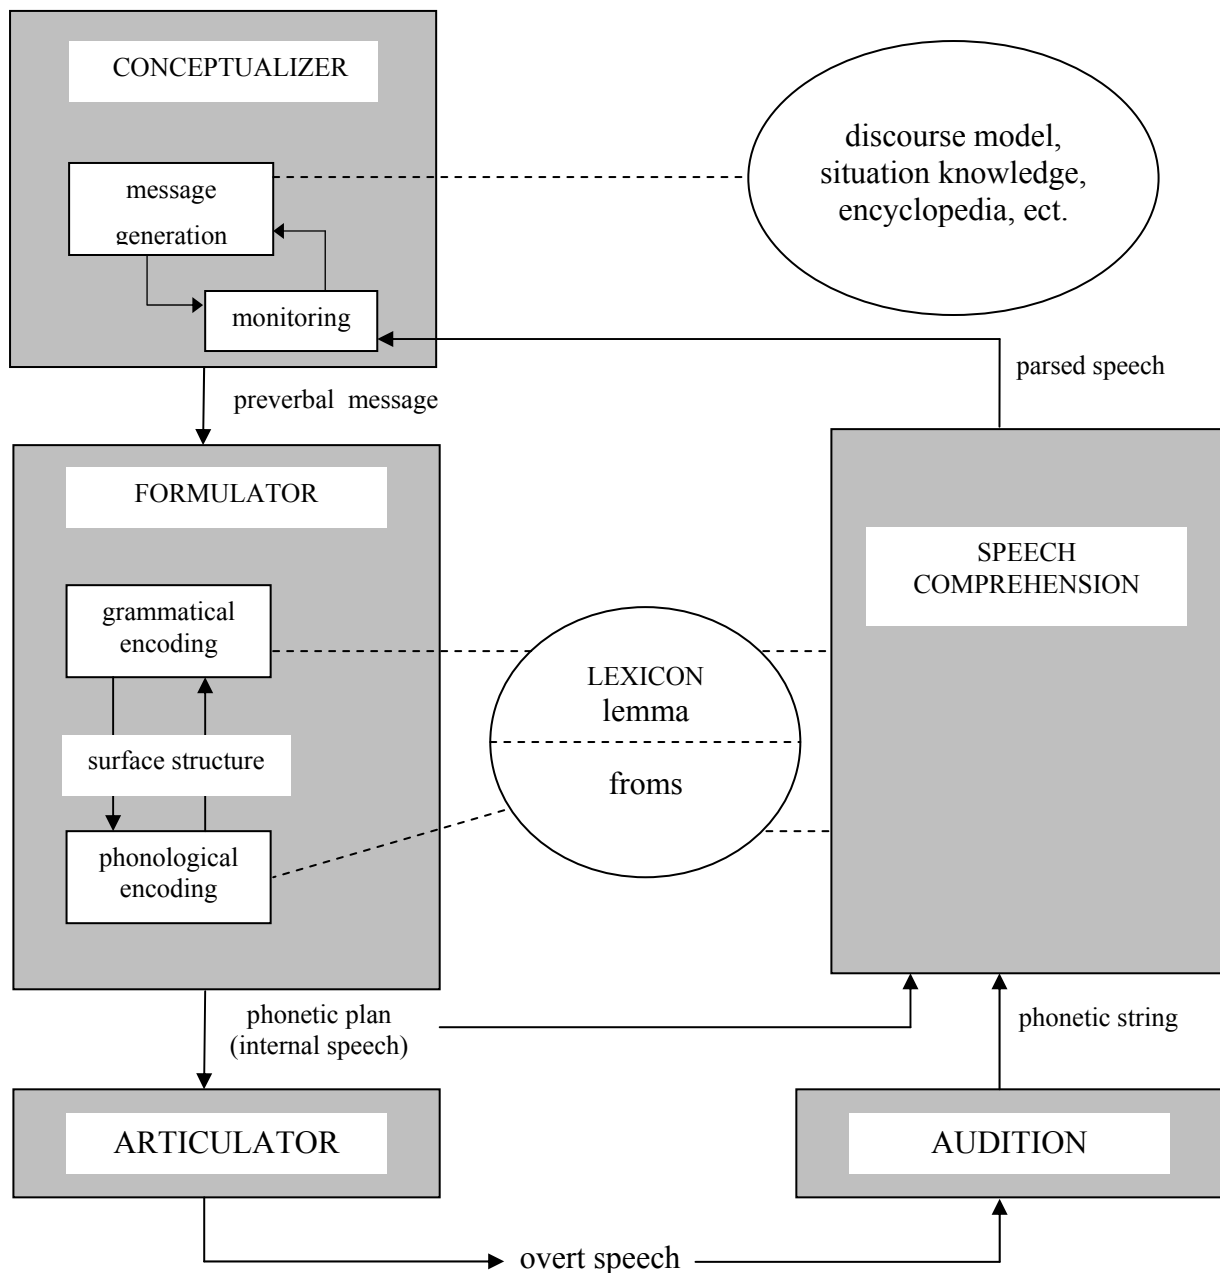 CONCEPTUALIZER
message
generation
monitoring
discourse model,
situation knowledge,
encyclopedia, ect.
parsed speech
preverbal message
FORMULATOR
grammatical
encoding
surface structure
phonological
encoding
LEXICON
lemma
froms
SPEECH
COMPREHENSION
phonetic plan
(internal speech)
phonetic string
ARTICULATOR
AUDITION
overt speech